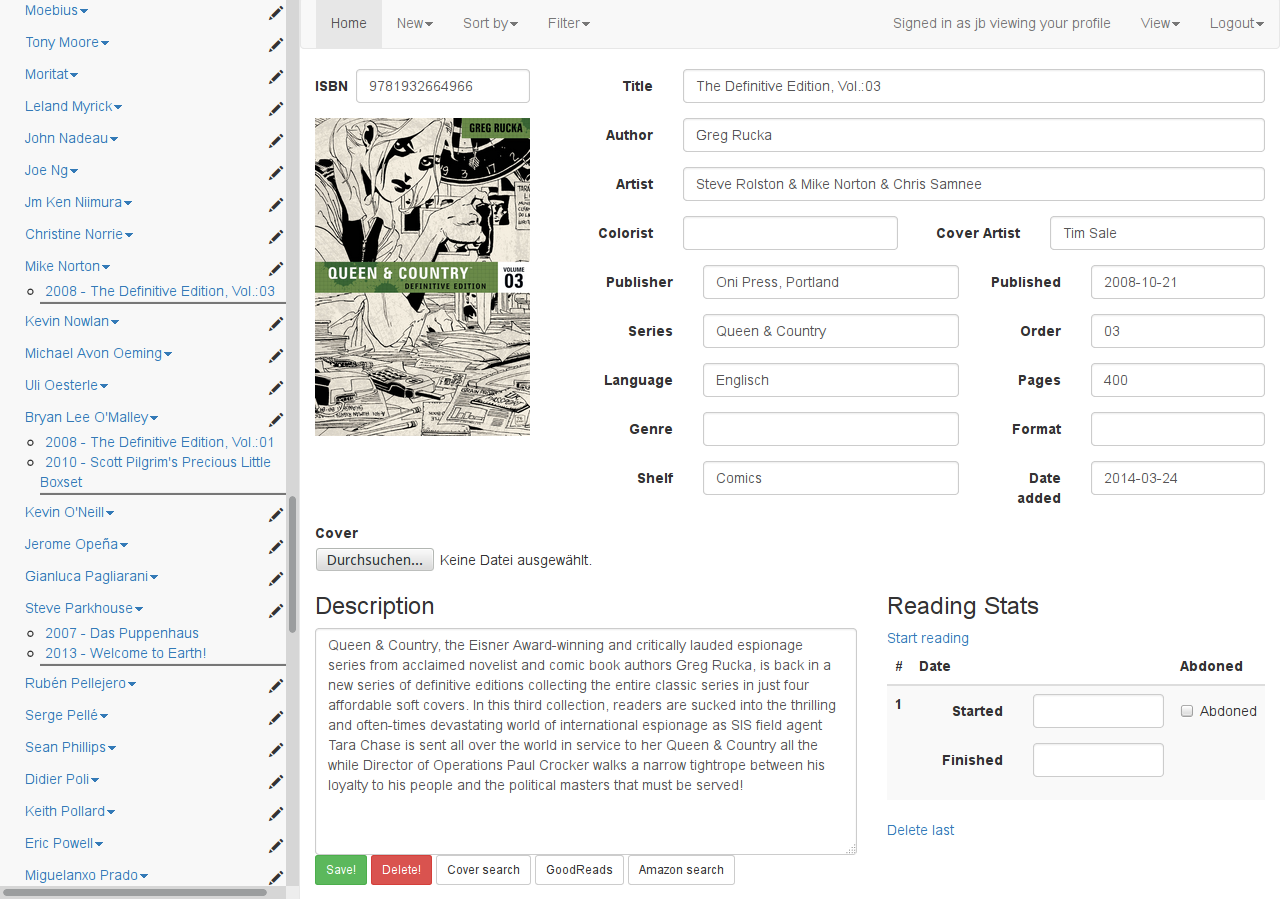 Moebius
Tony Moore
Moritat
Leland Myrick
John Nadeau
Joe Ng
Jm Ken Niimura
Christine Norrie
Mike Norton
2008 - The Definitive Edition, Vol.:03
Kevin Nowlan
Michael Avon Oeming
Uli Oesterle
Bryan Lee O'Malley
2008 - The Definitive Edition, Vol.:01
2010 - Scott Pilgrim's Precious Little
Boxset
Kevin O'Neill
Jerome Opeña
Gianluca Pagliarani
Steve Parkhouse
2007 - Das Puppenhaus
2013 - Welcome to Earth!
Rubén Pellejero
Serge Pellé
Sean Phillips
Didier Poli
Keith Pollard
Eric Powell
Miguelanxo Prado
Home New Sort by Filter Signed in as jb viewing your profile View Logout
ISBN 9781932664966
GREG RUCKA
QUEEN & COUNTRY
DEFINITIVE EDITION
VOLUME
03
Title The Definitive Edition, Vol.:03
Author Greg Rucka
Artist Steve Rolston & Mike Norton & Chris Samnee
Colorist Cover Artist Tim Sale
Publisher Oni Press, Portland Published 2008-10-21
Series Queen & Country Order 03
Language Englisch Pages 400
Genre Format
Shelf Comics Date added 2014-03-24
Cover
Durchsuchen... Keine Datei ausgewählt.
Description
Queen & Country, the Eisner Award-winning and critically lauded espionage
series from acclaimed novelist and comic book authors Greg Rucka, is back in a
new series of definitive editions collecting the entire classic series in just four
affordable soft covers. In this third collection, readers are sucked into the thrilling
and often-times devastating world of international espionage as SIS field agent
Tara Chase is sent all over the world in service to her Queen & Country all the
while Director of Operations Paul Crocker walks a narrow tightrope between his
loyalty to his people and the political masters that must be served!
Save! Delete! Cover search GoodReads Amazon search
Reading Stats
Start reading
# Date Abdoned
1 Started Abdoned
Finished
Delete last